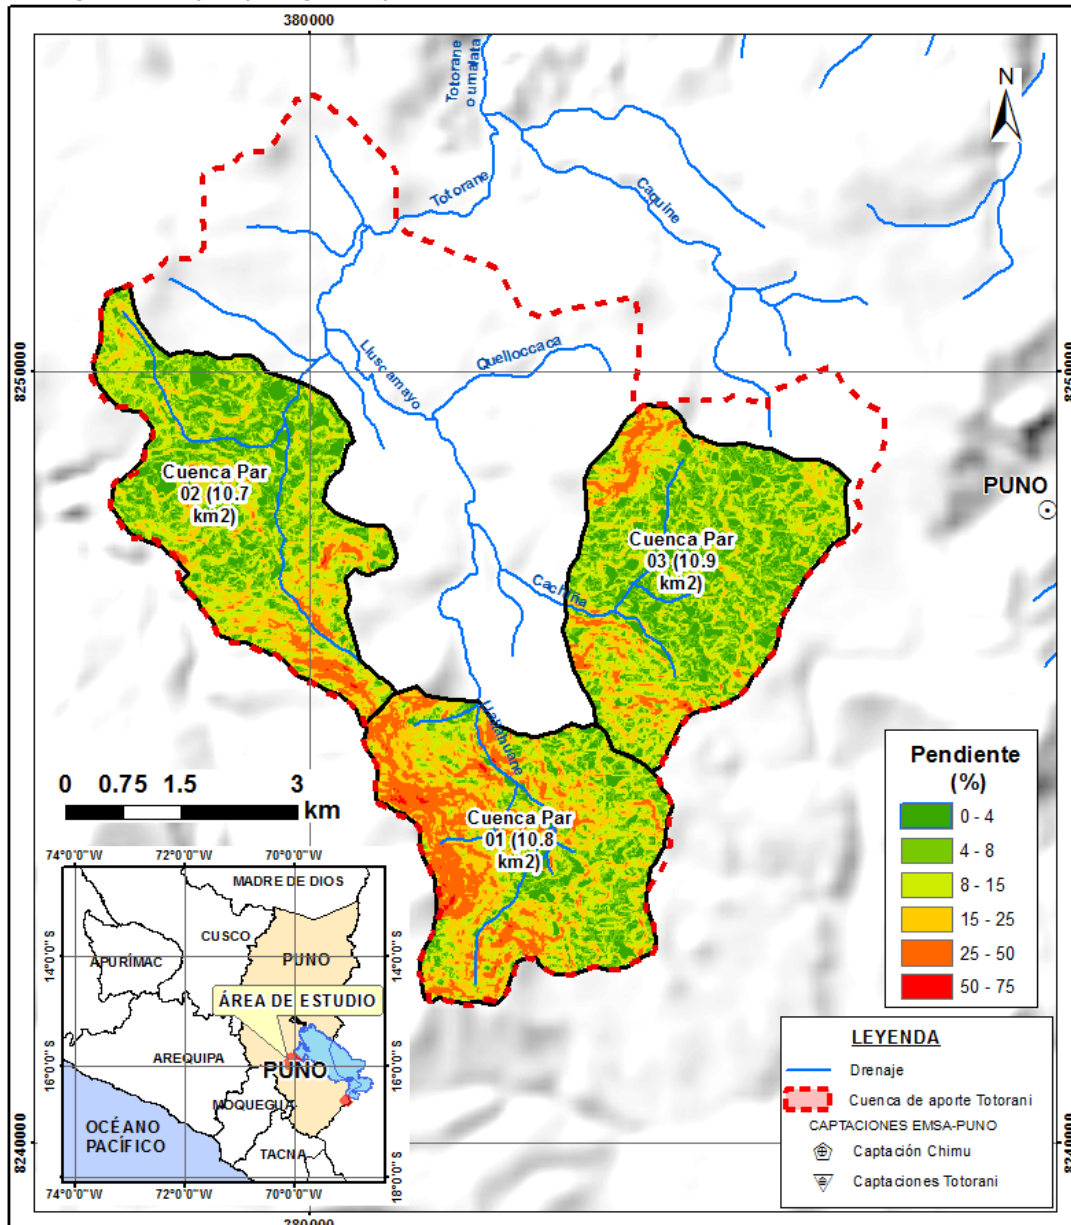 380000
N
Totorane
o umalata
Totorane
Caquine
8250000
8250000
Lluscamayo
Quelloccaca
PUNO
Cuenca Par
02 (10.7
km2)
Cuenca Par
03 (10.9
km2)
Cachiña
Cuenca Par
01 (10.8
km2)
0 0.75 1.5 3
km
Pendiente
(%)
0 - 4
4 - 8
8 - 15
15 - 25
25 - 50
50 - 75
74°0'0"W 72°0'0"W 70°0'0"W
MADRE DE DIOS
CUSCO
PUNO
APURÍMAC
14°0'0"S
14°0'0"S
ÁREA DE ESTUDIO
AREQUIPA
PUNO
16°0'0"S
16°0'0"S
MOQUEGUA
OCÉANO
PACÍFICO
TACNA
18°0'0"S
74°0'0"W 72°0'0"W 70°0'0"W
LEYENDA
Drenaje
Cuenca de aporte Totorani
CAPTACIONES EMSA-PUNO
Captación Chimu
Captaciones Totorani
8240000
8240000
380000